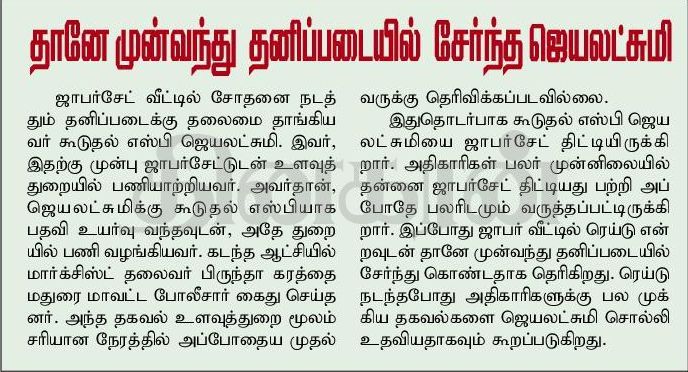 தானே முன்வந்து தனிப்படையில் சேர்ந்த ஜெயலட்சுமி
ஜாபர்சேட் வீட்டில் சோதனை நடத்
தும் தனிப்படைக்கு தலைமை தாங்கிய
வர் கூடுதல் எஸ்பி ஜெயலட்சுமி. இவர்,
இதற்கு முன்பு ஜாபர்சேட்டுடன் உளவுத்
துறையில் பணியாற்றியவர். அவர்தான்,
ஜெயலட்சுமிக்கு கூடுதல் எஸ்பியாக
பதவி உயர்வு வந்தவுடன், அதே துறை
யில் பணி வழங்கியவர். கடந்த ஆட்சியில்
மார்க்சிஸ்ட் தலைவர் பிருந்தா கரத்தை
மதுரை மாவட்ட போலீசார் கைது செய்த
னர். அந்த தகவல் உளவுத்துறை மூலம்
சரியான நேரத்தில் அப்போதைய முதல்
வருக்கு தெரிவிக்கப்படவில்லை.
இதுதொடர்பாக கூடுதல் எஸ்பி ஜெய
லட்சுமியை ஜாபர்சேட் திட்டியிருக்கி
றார். அதிகாரிகள் பலர் முன்னிலையில்
தன்னை ஜாபர்சேட் திட்டியது பற்றி அப்
போதே பலரிடமும் வருத்தப்பட்டிருக்கி
றார். இப்போது ஜாபர் வீட்டில் ரெய்டு என்
றவுடன் தானே முன்வந்து தனிப்படையில்
சேர்ந்து கொண்டதாக தெரிகிறது. ரெய்டு
நடந்தபோது அதிகாரிகளுக்கு பல முக்
கிய தகவல்களை ஜெயலட்சுமி சொல்லி
உதவியதாகவும் கூறப்படுகிறது.
தினகரன்